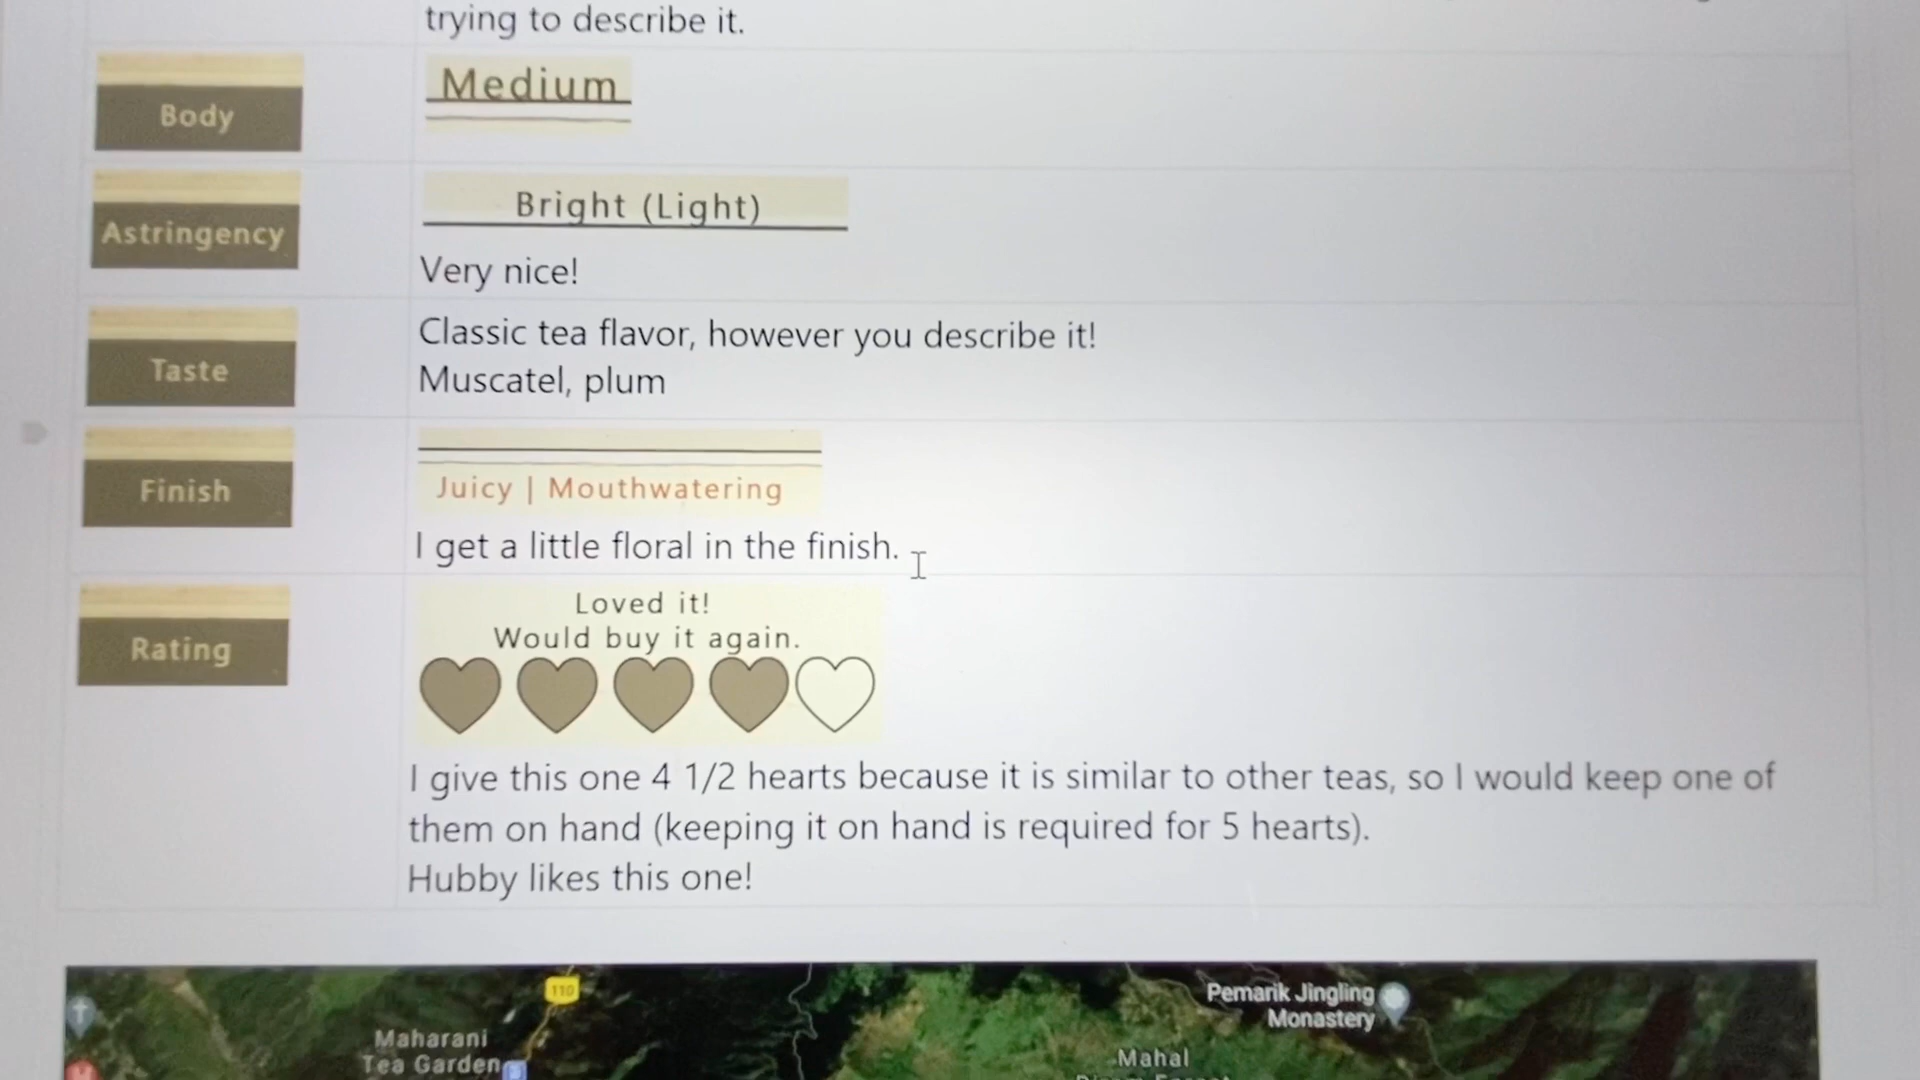 trying to describe it.
Body
Medium
Astringency
Bright (Light)
Very nice!
Taste
Classic tea flavor, however you describe it!
Muscatel, plum
Finish
Juicy | Mouthwatering
I get a little floral in the finish.
Rating
Loved it!
Would buy it again.
I give this one 4 1/2 hearts because it is similar to other teas, so I would keep one of
them on hand (keeping it on hand is required for 5 hearts).
Hubby likes this one!
110
Pemarik Jingling
Monastery
Maharani
Tea Garden
Mahal